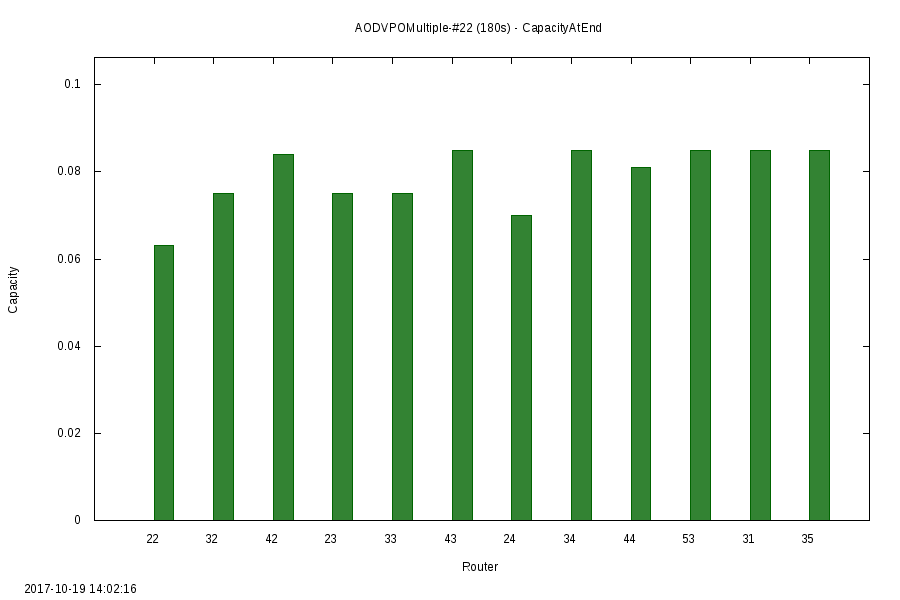 AODVPOMultiple-#22 (180s) - CapacityAtEnd
0.1
0.08
0.06
0.04
0.02
0
Capacity
22 32 42 23 33 43 24 34 44 53 31 35
Router
2017-10-19 14:02:16